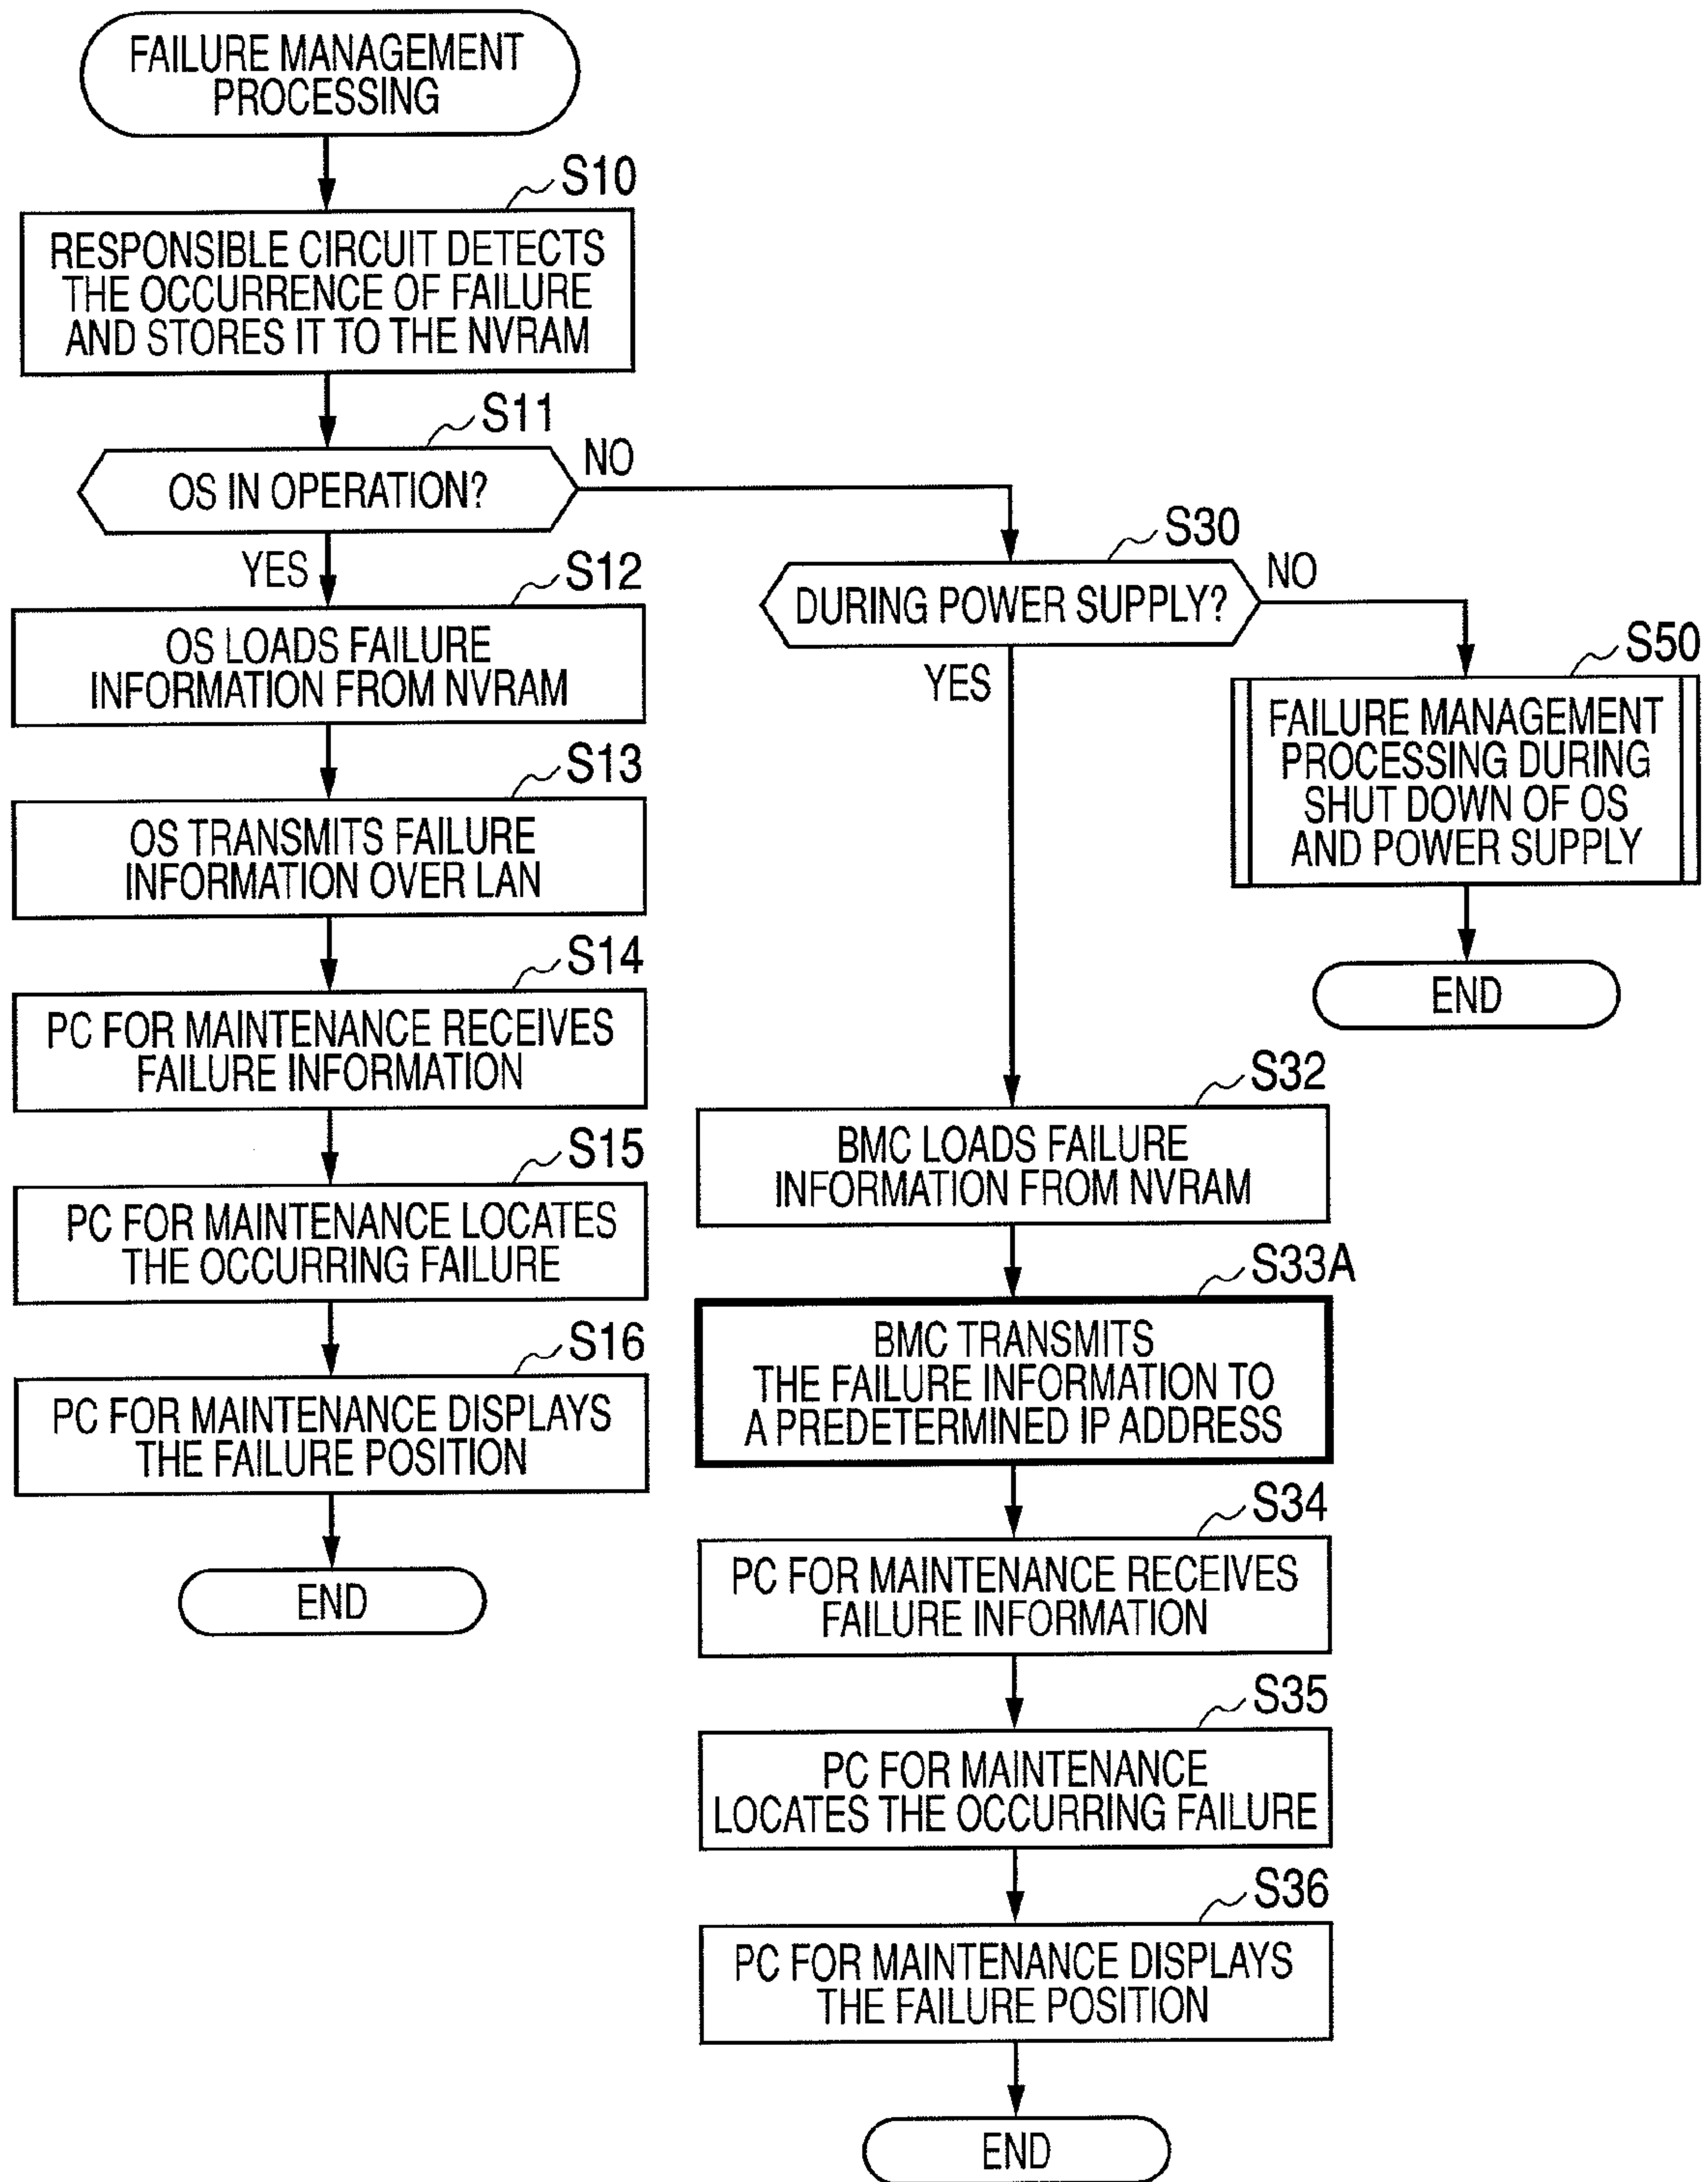 FAILURE MANAGEMENT
PROCESSING
S10
RESPONSIBLE CIRCUIT DETECTS
THE OCCURRENCE OF FAILURE
AND STORES IT TO THE NVRAM
S11
OS IN OPERATION?
NO
YES
S12
OS LOADS FAILURE
INFORMATION FROM NVRAM
S13
OS TRANSMITS FAILURE
INFORMATION OVER LAN
S14
PC FOR MAINTENANCE RECEIVES
FAILURE INFORMATION
S15
PC FOR MAINTENANCE LOCATES
THE OCCURRING FAILURE
S16
PC FOR MAINTENANCE DISPLAYS
THE FAILURE POSITION
END
S30
DURING POWER SUPPLY?
NO
YES
S50
FAILURE MANAGEMENT
PROCESSING DURING
SHUT DOWN OF OS
AND POWER SUPPLY
END
S32
BMC LOADS FAILURE
INFORMATION FROM NVRAM
S33A
BMC TRANSMITS
THE FAILURE INFORMATION TO
A PREDETERMINED IP ADDRESS
S34
PC FOR MAINTENANCE RECEIVES
FAILURE INFORMATION
S35
PC FOR MAINTENANCE
LOCATES THE OCCURRING FAILURE
S36
PC FOR MAINTENANCE DISPLAYS
THE FAILURE POSITION
END